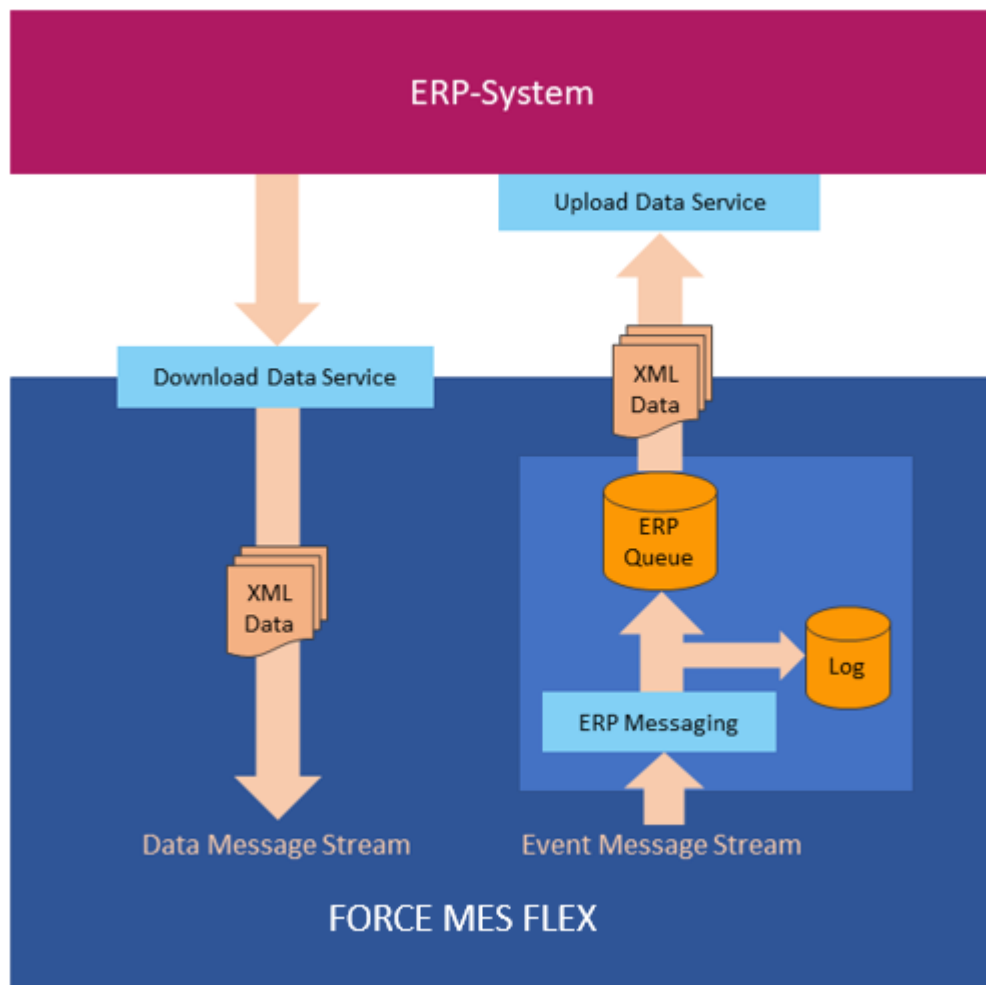 ERP-System
Upload Data Service
Download Data Service
XML
Data
ERP
Queue
XML
Data
Log
ERP Messaging
Data Message Stream
Event Message Stream
FORCE MES FLEX